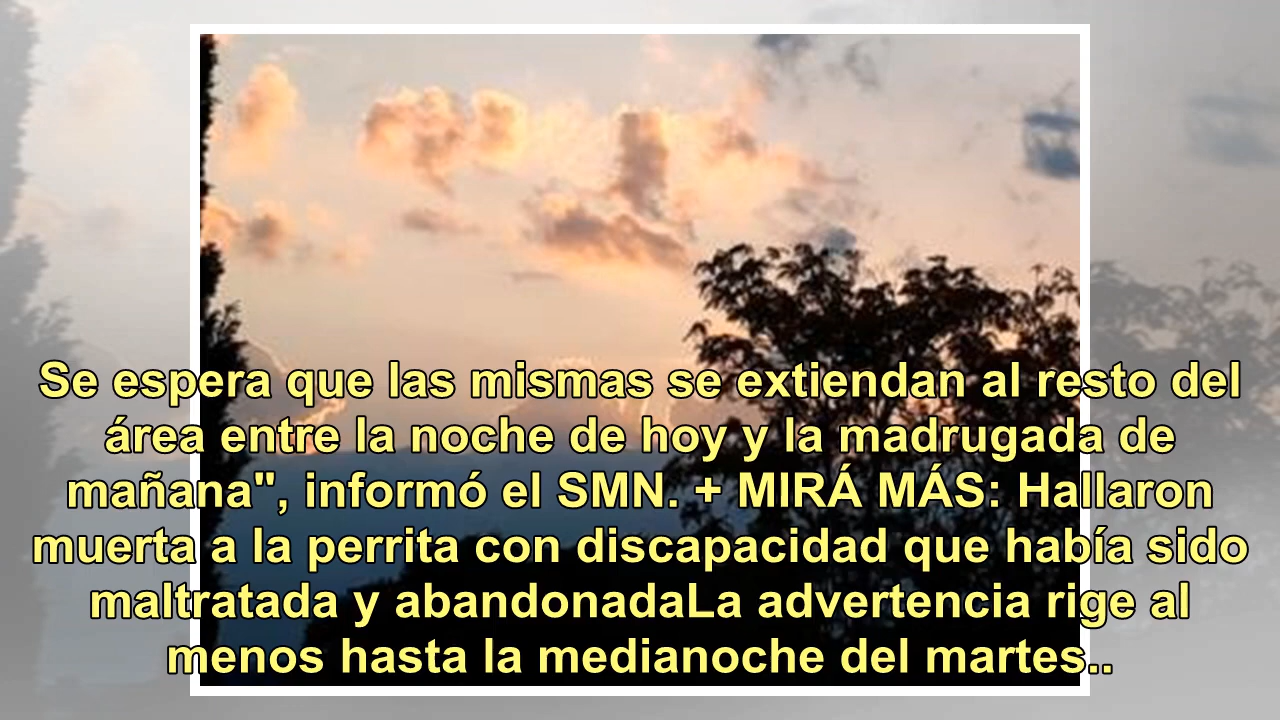 Se espera que las mismas se extiendan al resto del
área entre la noche de hoy y la madrugada de
mañana", informó el SMN. + MIRÁ MÁS: Hallaron
muerta a la perrita con discapacidad que había sido
maltratada y abandonadaLa advertencia rige al
menos hasta la medianoche del martes..